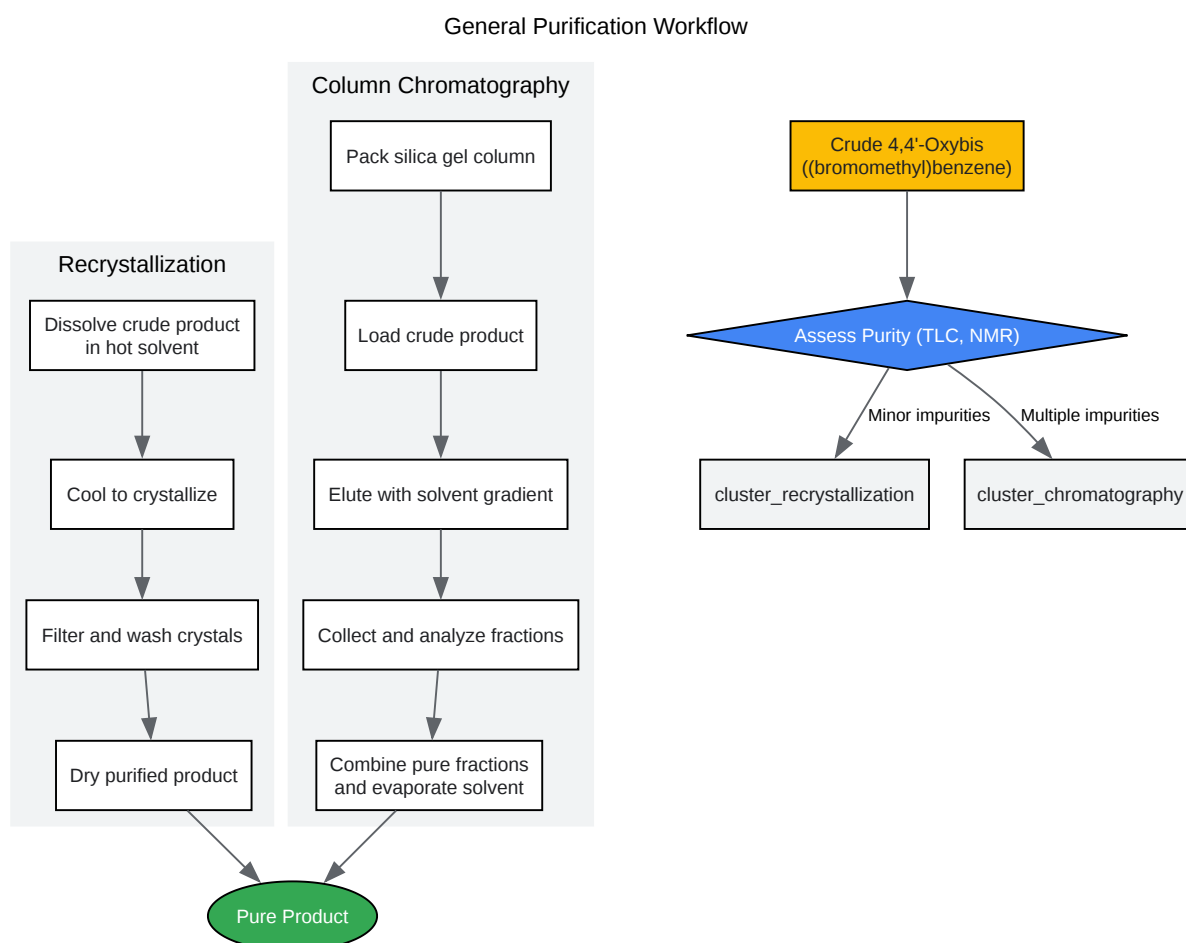 General Purification Workflow
Column Chromatography
Pack silica gel column
Load crude product
Elute with solvent gradient
Collect and analyze fractions
Combine pure fractions
and evaporate solvent
Recrystallization
Dissolve crude product
in hot solvent
Cool to crystallize
Filter and wash crystals
Dry purified product
Pure Product
Crude 4,4'-Oxybis
((bromomethyl)benzene)
Assess Purity (TLC, NMR)
Minor impurities
Multiple impurities
cluster_recrystallization
cluster_chromatography